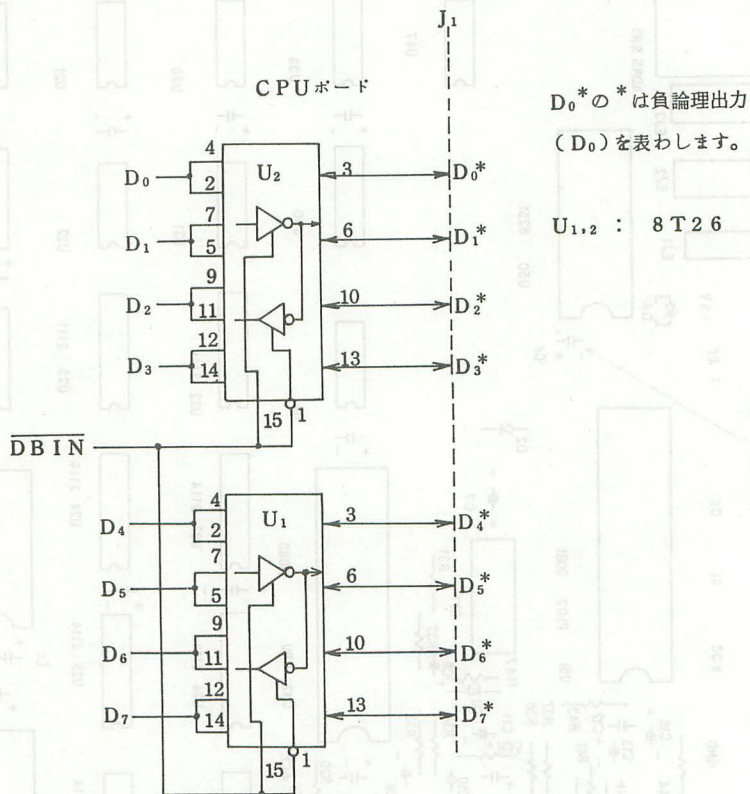 J₁
CPUボード
D₀*の*は負論理出力
(D₀)を表わします。
U₁,₂ : 8T26
U₂
D₀ 4 2 3 D₀*
D₁ 7 5 6 D₁*
D₂ 9 11 10 D₂*
D₃ 12 14 13 D₃*
15 1
D̅B̅I̅N̅
U₁
D₄ 4 2 3 D₄*
D₅ 7 5 6 D₅*
D₆ 9 11 10 D₆*
D₇ 12 14 13 D₇*
15 1